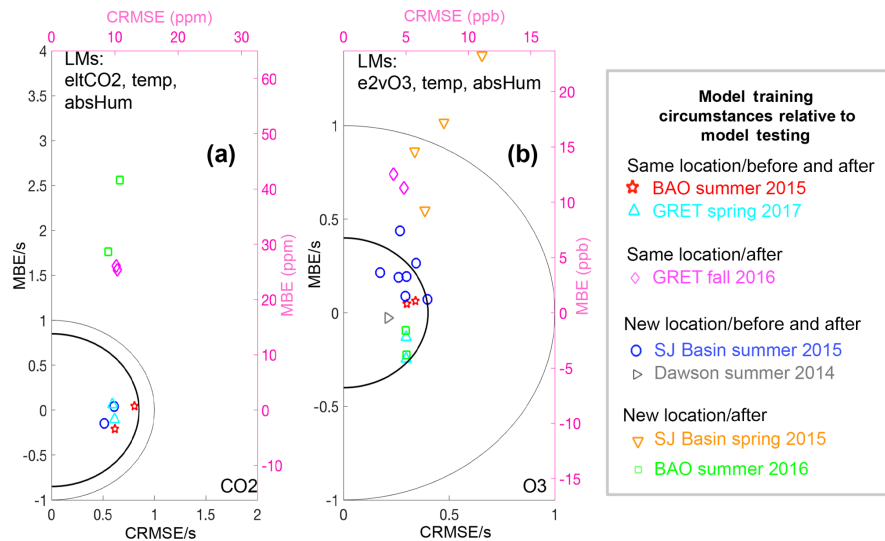 CRMSE (ppm)
0 10 20 30
LMs:
eltCO2, temp,
absHum
(a)
4
3.5
3
2.5
2
1.5
1
0.5
0
-0.5
-1
MBE/s
60
50
40
30
20
10
0
-10
MBE (ppm)
CO2
0 0.5 1 1.5 2
CRMSE/s
CRMSE (ppb)
0 5 10 15
LMs:
e2vO3, temp, absHum
(b)
1
0.5
0
-0.5
-1
MBE/s
20
15
10
5
0
-5
-10
-15
MBE (ppb)
O3
0 0.5 1
CRMSE/s
Model training
circumstances relative to
model testing
Same location/before and after
BAO summer 2015
GRET spring 2017
Same location/after
GRET fall 2016
New location/before and after
SJ Basin summer 2015
Dawson summer 2014
New location/after
SJ Basin spring 2015
BAO summer 2016